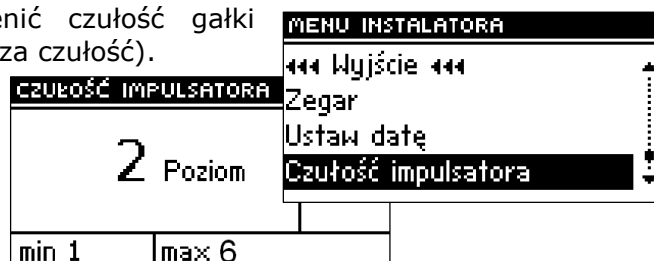 enić czułość gałki
za czułość).
MENU INSTALATORA
◄◄◄ Wyjście ◄◄◄
Zegar
Ustaw datę
Czułość impulsatora
CZUŁOŚĆ IMPULSATORA
2 Poziom
min 1 max 6